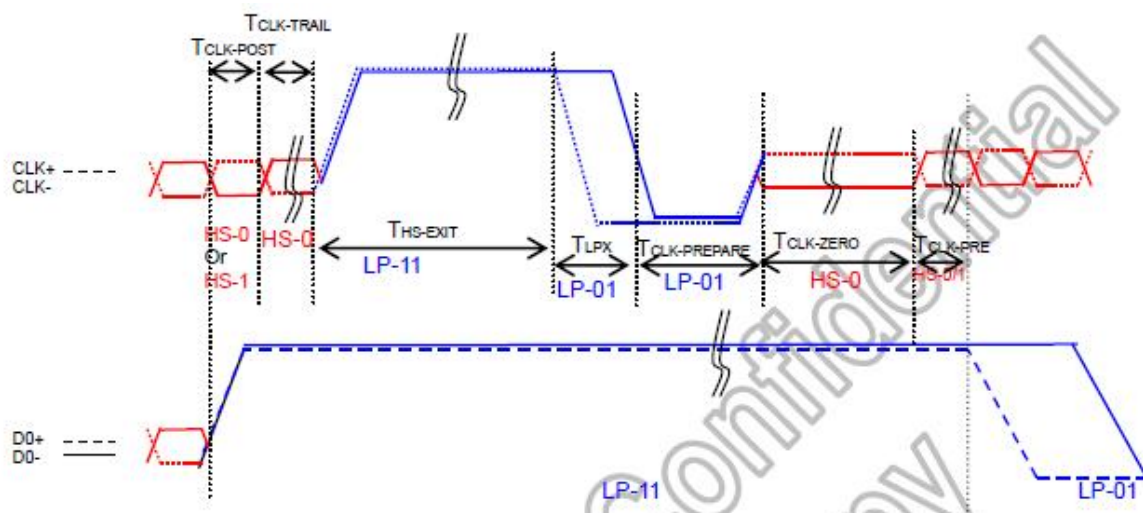 TCLK-TRAIL
TCLK-POST
CLK+
CLK-
HS-0
Or
HS-1
HS-0
THS-EXIT
LP-11
TLPX
LP-01
TCLK-PREPARE
LP-01
TCLK-ZERO
HS-0
TCLK-PRE
HS-0/1
D0+
D0-
LP-11
LP-01
Confidential